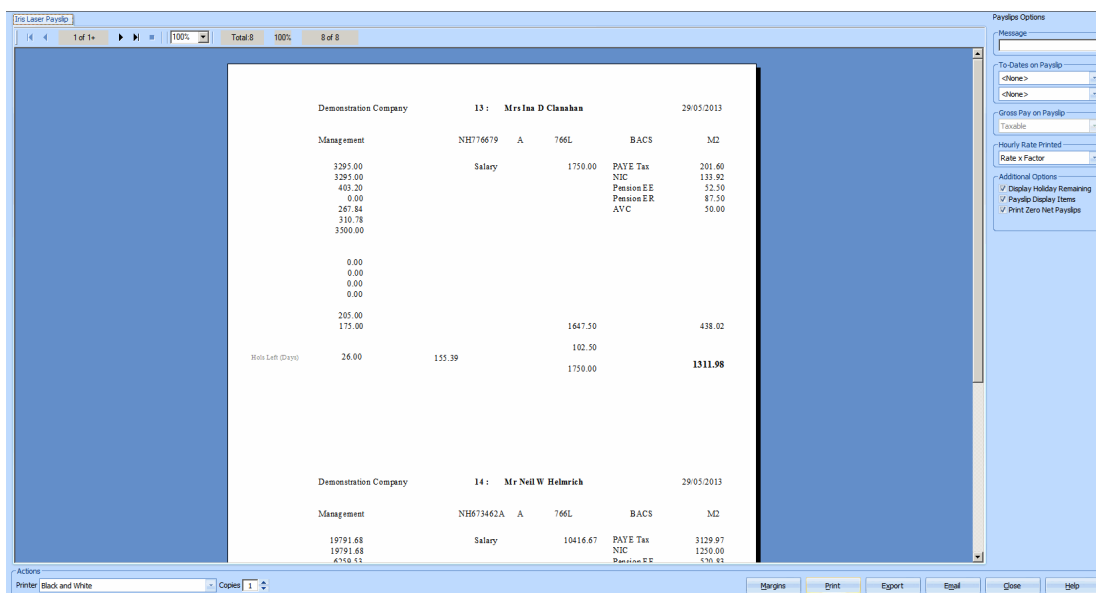 Iris Laser Payslip
Payslips Options
1 of 1+ 100% Total:8 100% 8 of 8
Message
To-Dates on Payslip
<None>
<None>
Gross Pay on Payslip
Taxable
Hourly Rate Printed
Rate x Factor
Additional Options
Display Holiday Remaining
Payslip Display Items
Print Zero Net Payslips
Demonstration Company 13 : Mrs Ina D Clanahan 29/05/2013
Management NH776679 A 766L BACS M2
3295.00 Salary 1750.00 PAYE Tax 201.60
3295.00 NIC 133.92
403.20 Pension EE 52.50
0.00 Pension ER 87.50
267.84 AVC 50.00
310.78
3500.00
0.00
0.00
0.00
0.00
205.00
175.00 1647.50 438.02
102.50
Hols Left (Days) 26.00 155.39
1750.00 1311.98
Demonstration Company 14 : Mr Neil W Helmrich 29/05/2013
Management NH673462A A 766L BACS M2
19791.68 Salary 10416.67 PAYE Tax 3129.97
19791.68 NIC 1250.00
6259.53 Pension EE 520.83
Actions
Printer Black and White Copies 1 Margins Print Export Email Close Help